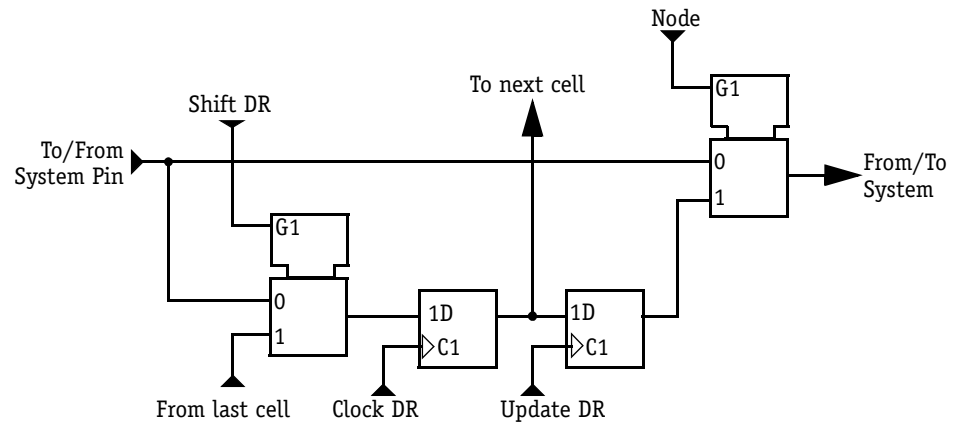 Node
G1
To next cell
Shift DR
To/From
System Pin
0
From/To
System
1
G1
0
1D
1D
1
C1
C1
From last cell
Clock DR
Update DR